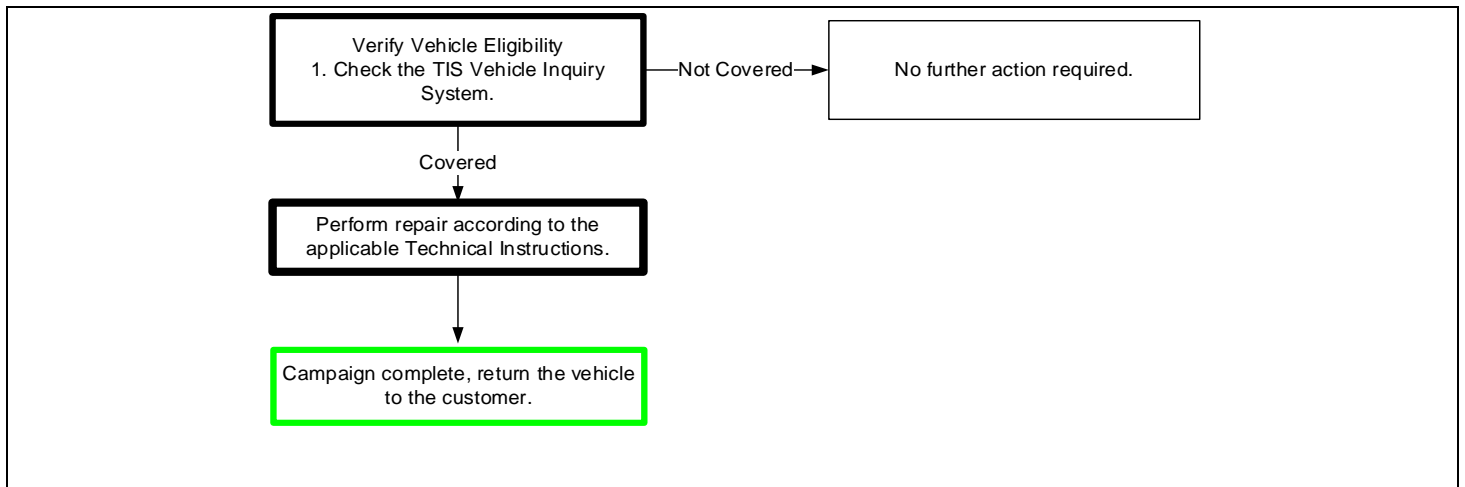 Verify Vehicle Eligibility
1. Check the TIS Vehicle Inquiry
System.
Not Covered
No further action required.
Covered
Perform repair according to the
applicable Technical Instructions.
Campaign complete, return the vehicle
to the customer.